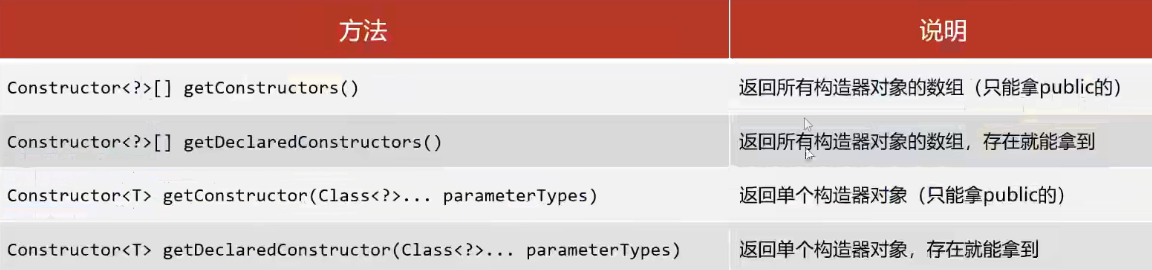 方法 说明
Constructor<?>[] getConstructors() 返回所有构造器对象的数组（只能拿public的）
Constructor<?>[] getDeclaredConstructors() 返回所有构造器对象的数组，存在就能拿到
Constructor<T> getConstructor(Class<?>... parameterTypes) 返回单个构造器对象（只能拿public的）
Constructor<T> getDeclaredConstructor(Class<?>... parameterTypes) 返回单个构造器对象，存在就能拿到